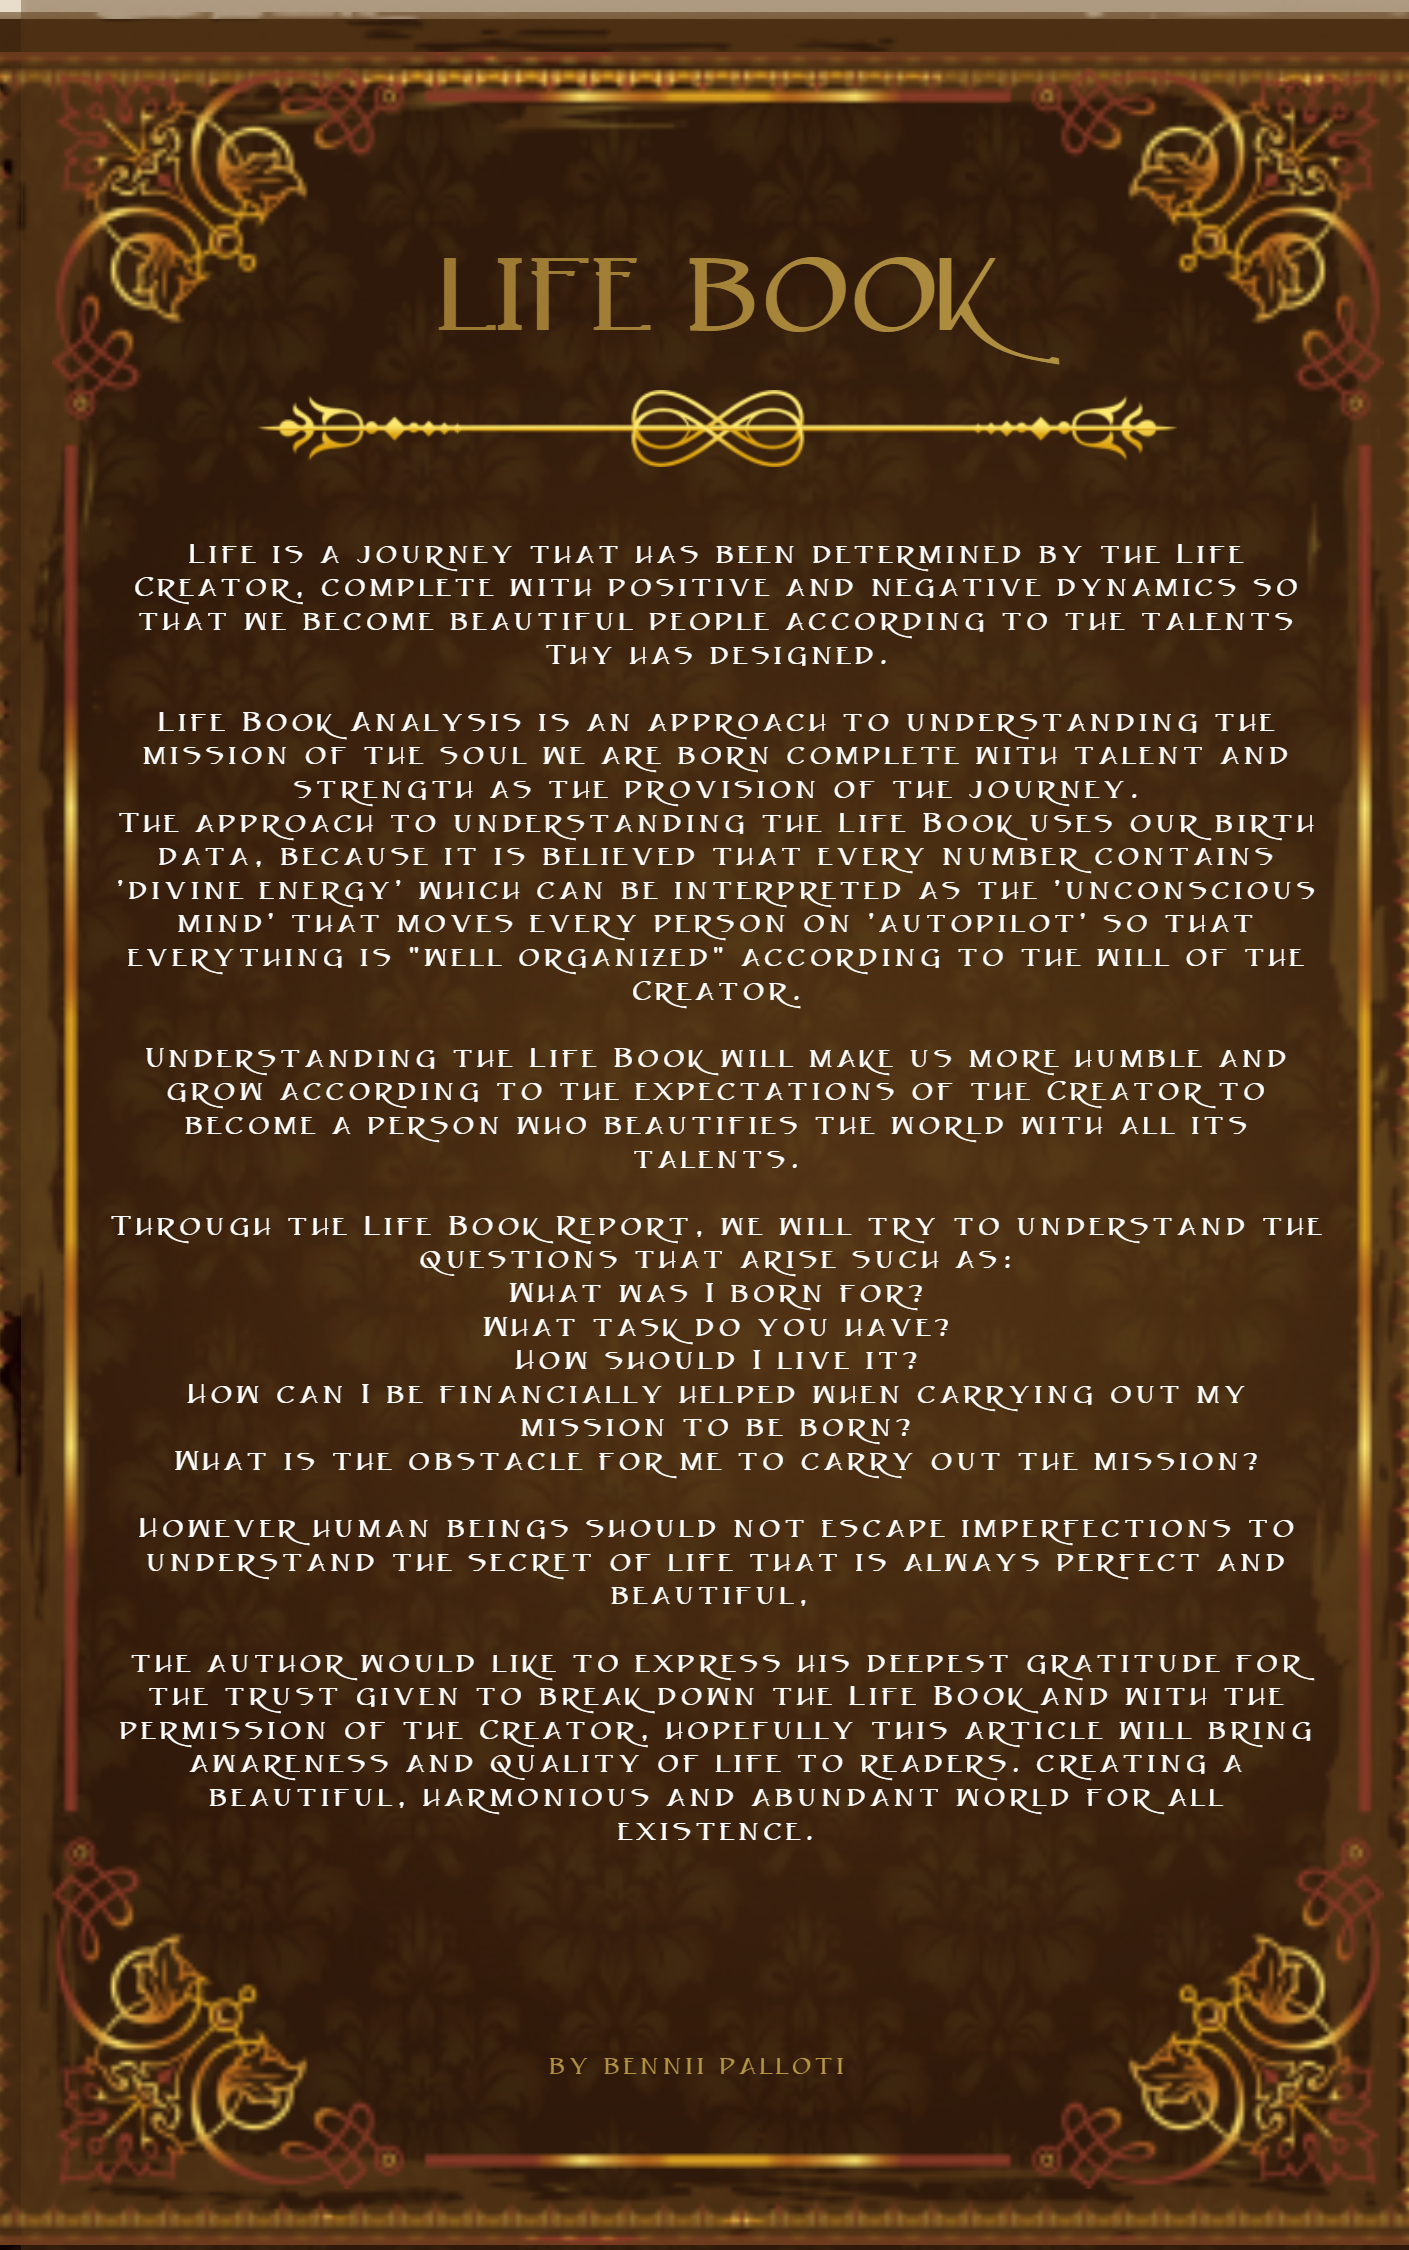 LIFE BOOK
Life is a journey that has been determined by the Life
Creator, complete with positive and negative dynamics so
that we become beautiful people according to the talents
Thy has designed.
Life Book Analysis is an approach to understanding the
mission of the soul we are born complete with talent and
strength as the provision of the journey.
The approach to understanding the Life Book uses our birth
data, because it is believed that every number contains
'divine energy' which can be interpreted as the 'unconscious
mind' that moves every person on 'autopilot' so that
everything is "well organized" according to the will of the
Creator.
Understanding the Life Book will make us more humble and
grow according to the expectations of the Creator to
become a person who beautifies the world with all its
talents.
Through the Life Book Report, we will try to understand the
questions that arise such as:
What was I born for?
What task do you have?
How should I live it?
How can I be financially helped when carrying out my
mission to be born?
What is the obstacle for me to carry out the mission?
However human beings should not escape imperfections to
understand the secret of life that is always perfect and
beautiful,
the author would like to express his deepest gratitude for
the trust given to break down the Life Book and with the
permission of the Creator, hopefully this article will bring
awareness and quality of life to readers. creating a
beautiful, harmonious and abundant world for all
existence.
by bennii palloti